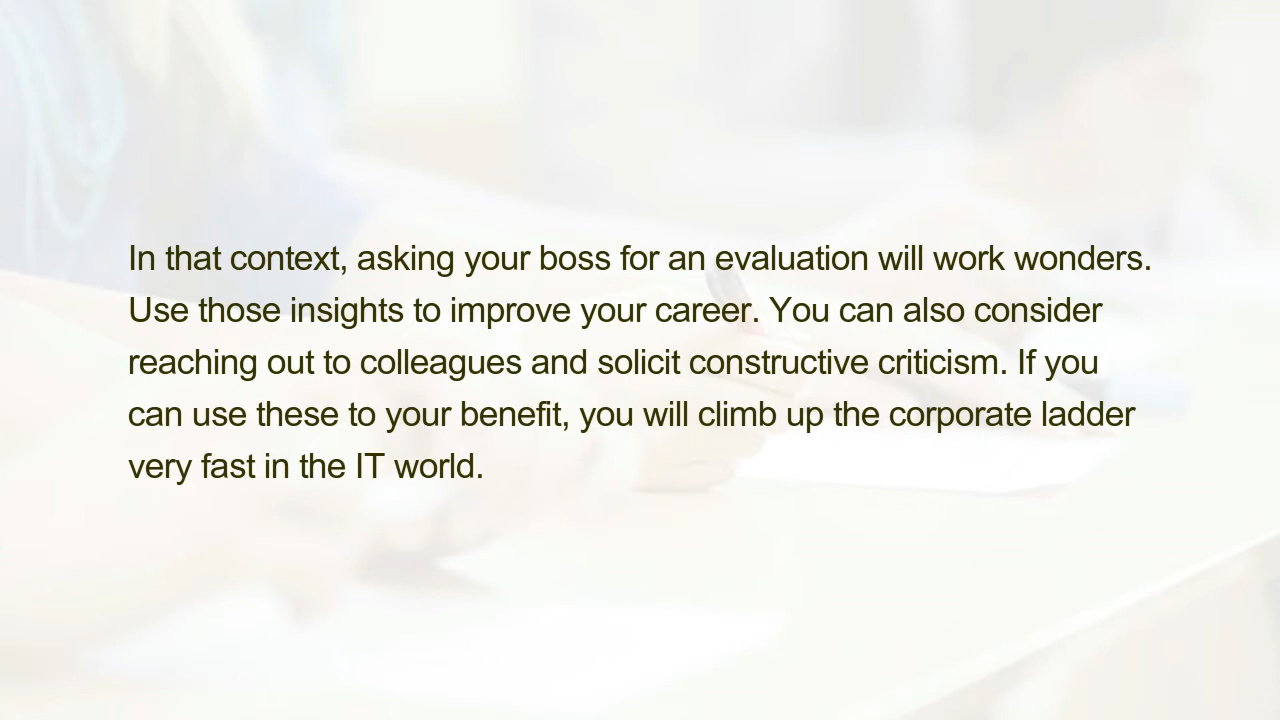 In that context, asking your boss for an evaluation will work wonders.
Use those insights to improve your career. You can also consider
reaching out to colleagues and solicit constructive criticism. If you
can use these to your benefit, you will climb up the corporate ladder
very fast in the IT world.